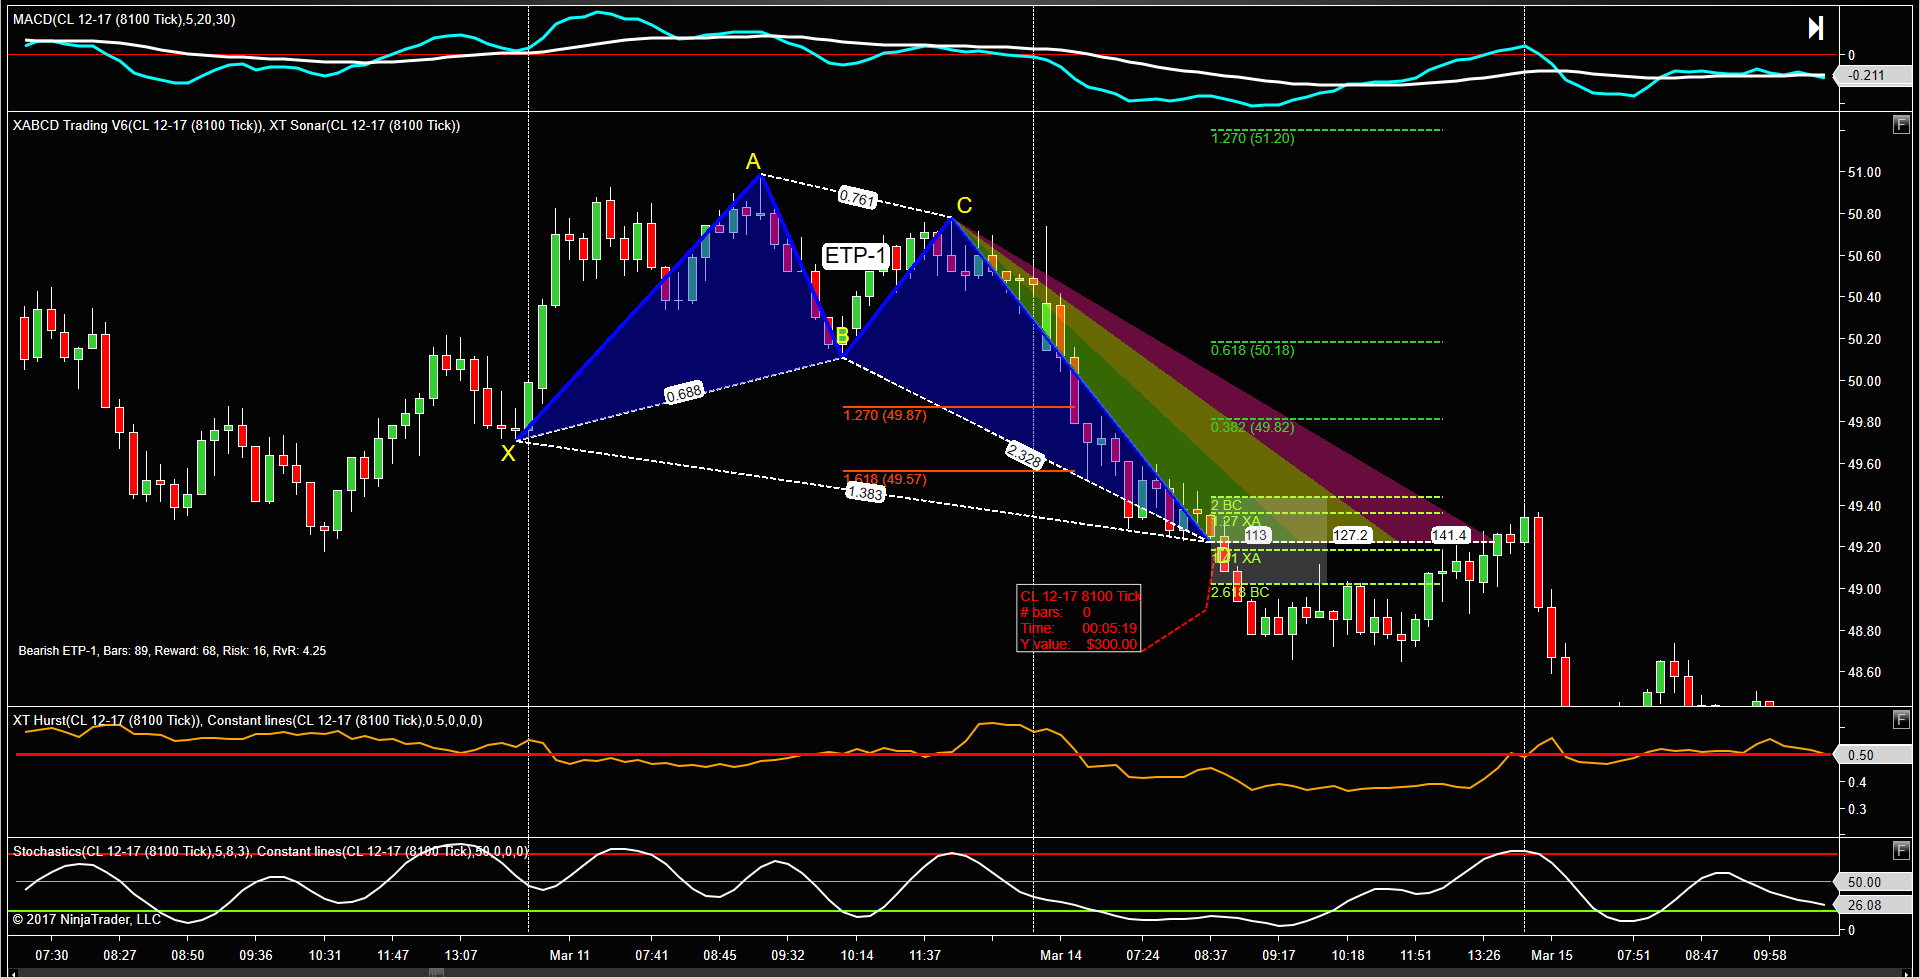 MACD(CL 12-17 (8100 Tick),5,20,30)
0
-0.211
XABCD Trading V6(CL 12-17 (8100 Tick)), XT Sonar(CL 12-17 (8100 Tick))
F
1.270 (51.20)
A
51.00
0.761
C
50.80
ETP-1
50.60
50.40
B
0.618 (50.18)
50.20
50.00
0.688
1.270 (49.87)
0.382 (49.82)
49.80
X
2.328
49.60
1.618 (49.57)
1.383
2 BC
49.40
1.27 XA
113
127.2
141.4
49.20
D
1.41 XA
2.618 BC
49.00
CL 12-17 8100 Tick
# bars: 0
Time: 00:05:19
Y value: $300.00
48.80
Bearish ETP-1, Bars: 89, Reward: 68, Risk: 16, RvR: 4.25
48.60
XT Hurst(CL 12-17 (8100 Tick)), Constant lines(CL 12-17 (8100 Tick),0.5,0,0,0)
F
0.50
0.4
0.3
Stochastics(CL 12-17 (8100 Tick),5,8,3), Constant lines(CL 12-17 (8100 Tick),50,0,0,0)
F
50.00
26.08
© 2017 NinjaTrader, LLC
0
07:30 08:27 08:50 09:36 10:31 11:47 13:07 Mar 11 07:41 08:45 09:32 10:14 11:37 Mar 14 07:24 08:37 09:17 10:18 11:51 13:26 Mar 15 07:51 08:47 09:58